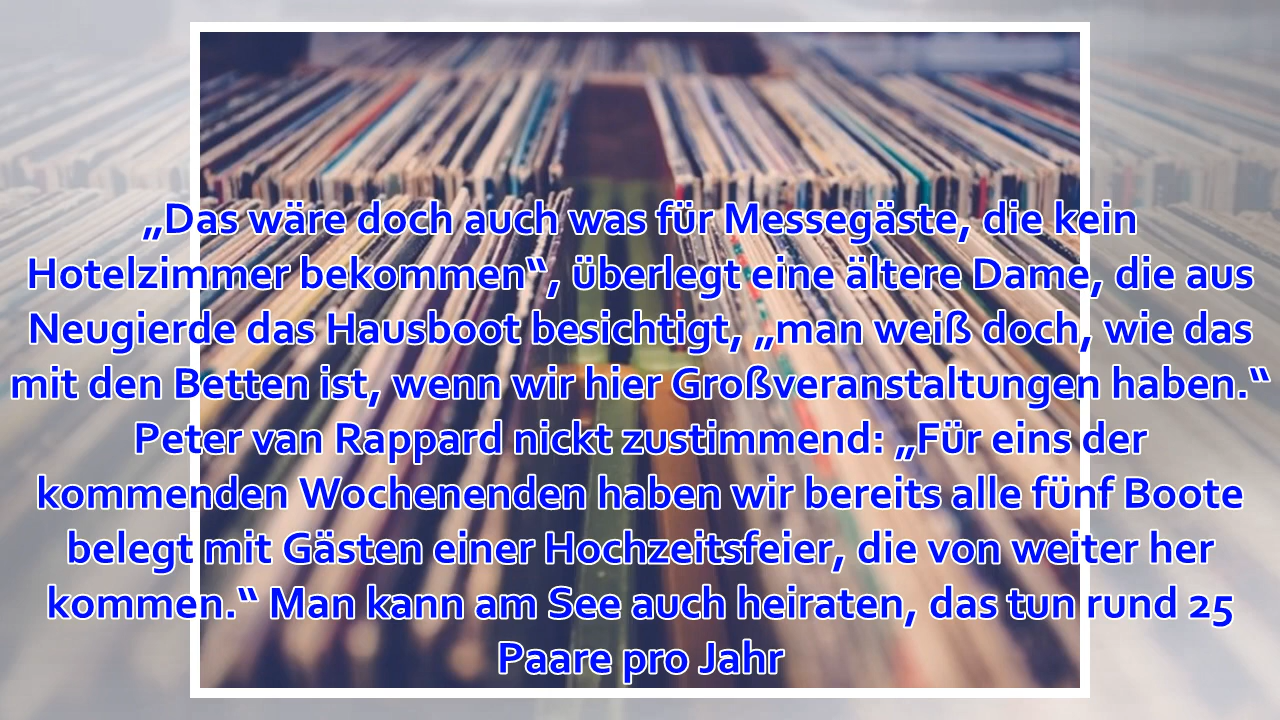 „Das wäre doch auch was für Messegäste, die kein
Hotelzimmer bekommen“, überlegt eine ältere Dame, die aus
Neugierde das Hausboot besichtigt, „man weiß doch, wie das
mit den Betten ist, wenn wir hier Großveranstaltungen haben.“
Peter van Rappard nickt zustimmend: „Für eins der
kommenden Wochenenden haben wir bereits alle fünf Boote
belegt mit Gästen einer Hochzeitsfeier, die von weiter her
kommen.“ Man kann am See auch heiraten, das tun rund 25
Paare pro Jahr